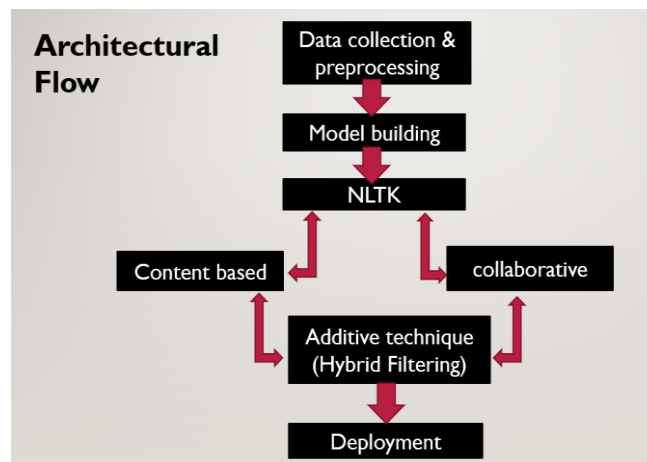 Architectural
Flow
Data collection &
preprocessing
Model building
NLTK
Content based
collaborative
Additive technique
(Hybrid Filtering)
Deployment